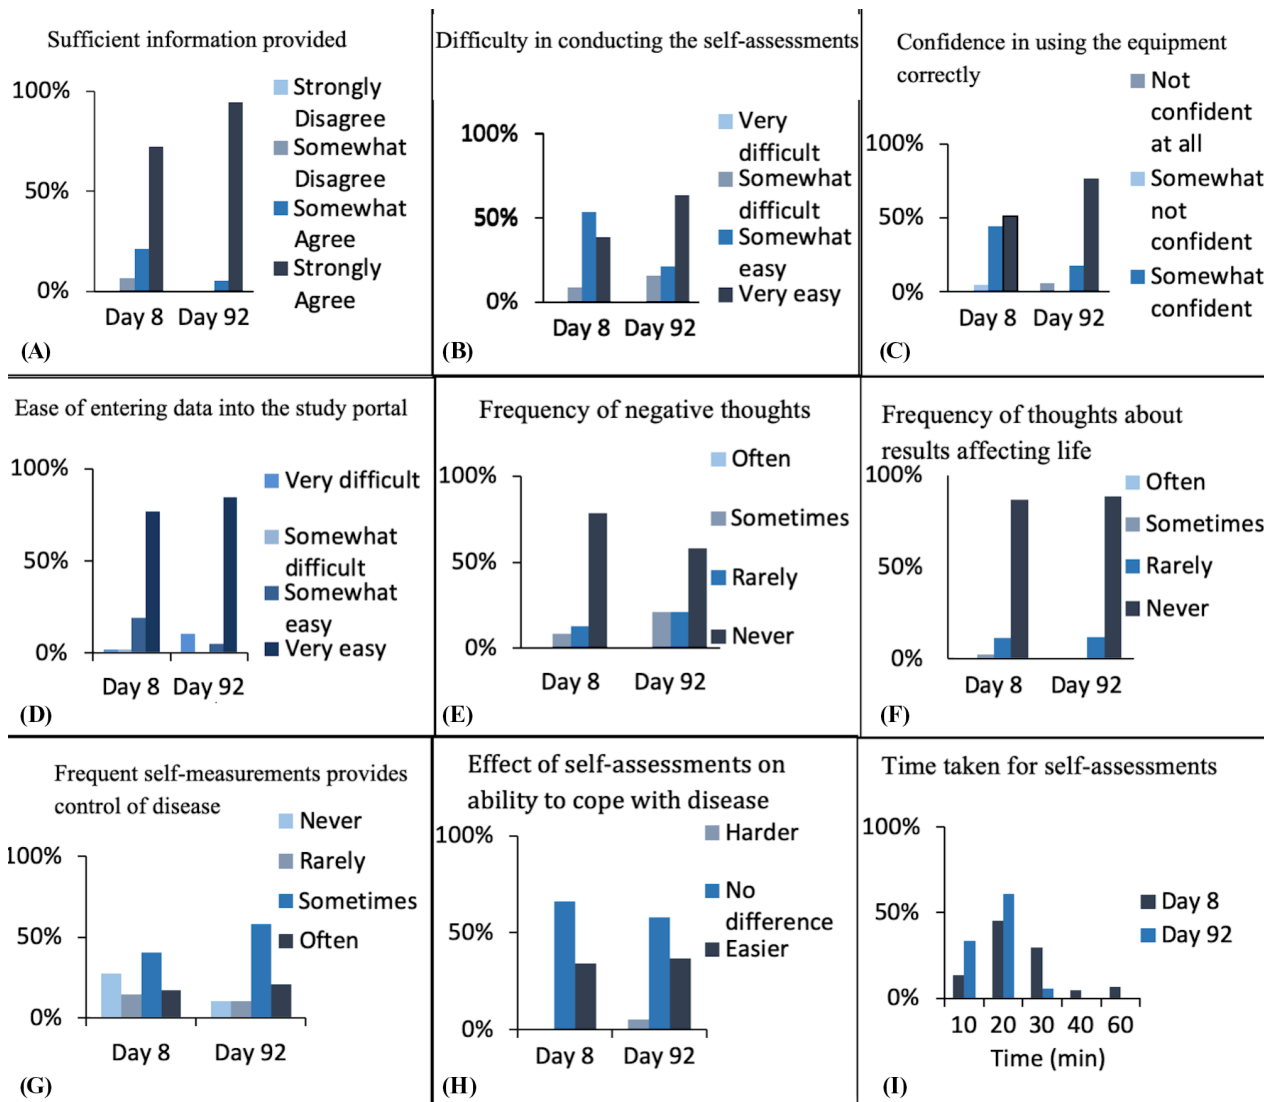 Sufficient information provided
100%
50%
0%
Strongly
Disagree
Somewhat
Disagree
Somewhat
Agree
Strongly
Agree
Day 8
Day 92
(A)
Difficulty in conducting the self-assessments
100%
50%
0%
Very
difficult
Somewhat
difficult
Somewhat
easy
Very easy
Day 8
Day 92
(B)
Confidence in using the equipment
correctly
100%
50%
0%
Not
confident
at all
Somewhat
not
confident
Somewhat
confident
Day 8
Day 92
(C)
Ease of entering data into the study portal
100%
50%
0%
Very difficult
Somewhat
difficult
Somewhat
easy
Very easy
Day 8
Day 92
(D)
Frequency of negative thoughts
100%
50%
0%
Often
Sometimes
Rarely
Never
Day 8
Day 92
(E)
Frequency of thoughts about
results affecting life
100%
50%
0%
Often
Sometimes
Rarely
Never
Day 8
Day 92
(F)
Frequent self-measurements provides
control of disease
100%
50%
0%
Never
Rarely
Sometimes
Often
Day 8
Day 92
(G)
Effect of self-assessments on
ability to cope with disease
100%
50%
0%
Harder
No
difference
Easier
Day 8
Day 92
(H)
Time taken for self-assessments
100%
50%
0%
Day 8
Day 92
10 20 30 40 60
Time (min)
(I)